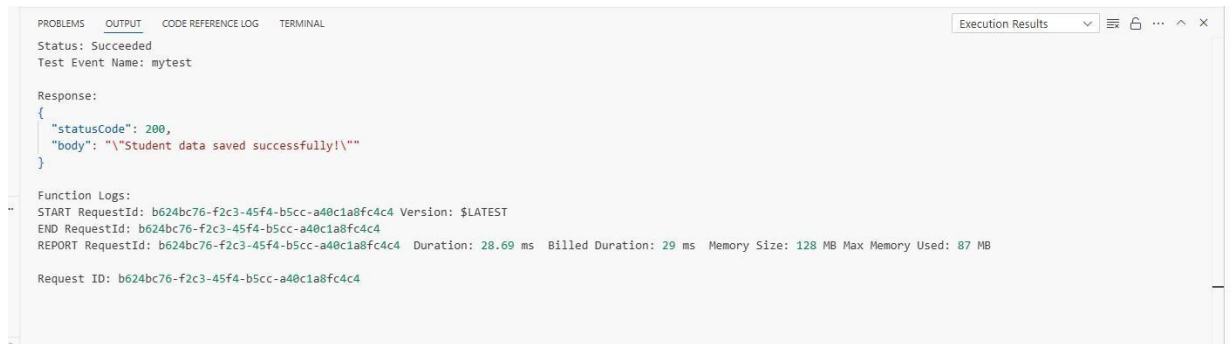 PROBLEMS OUTPUT CODE REFERENCE LOG TERMINAL Execution Results
Status: Succeeded
Test Event Name: mytest
Response:
{
"statusCode": 200,
"body": "\"Student data saved successfully!\""
}
Function Logs:
START RequestId: b624bc76-f2c3-45f4-b5cc-a40c1a8fc4c4 Version: $LATEST
END RequestId: b624bc76-f2c3-45f4-b5cc-a40c1a8fc4c4
REPORT RequestId: b624bc76-f2c3-45f4-b5cc-a40c1a8fc4c4 Duration: 28.69 ms Billed Duration: 29 ms Memory Size: 128 MB Max Memory Used: 87 MB
Request ID: b624bc76-f2c3-45f4-b5cc-a40c1a8fc4c4